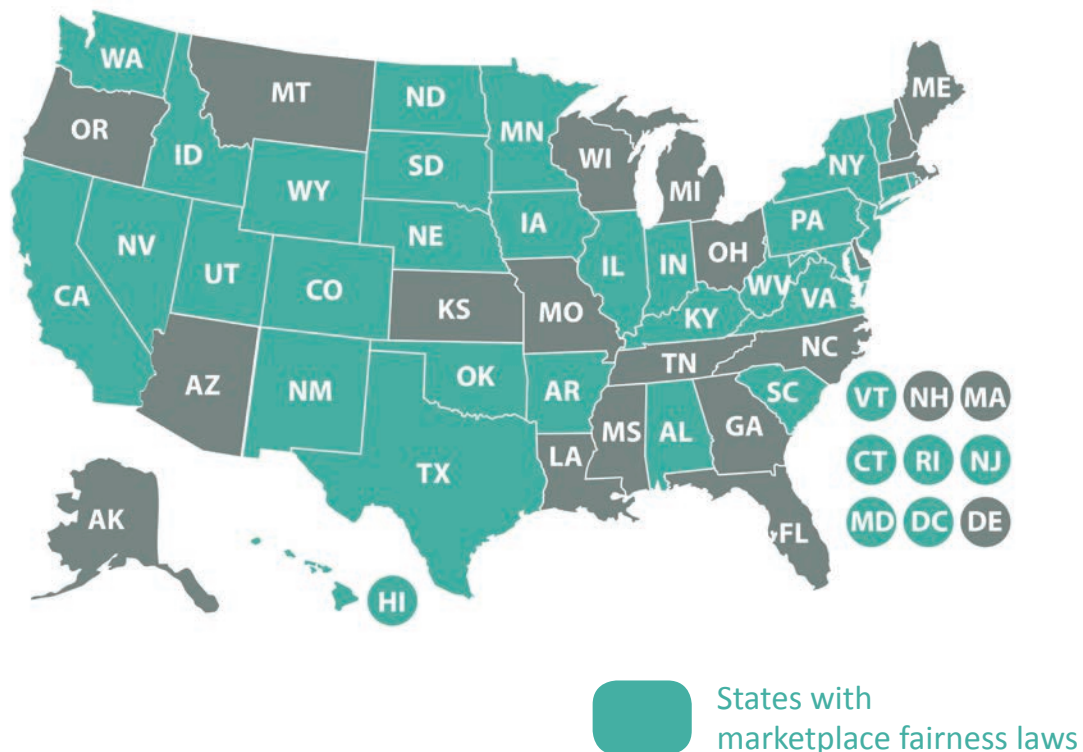 WA
MT
ND
MN
ME
OR
ID
SD
WI
NY
WY
MI
IA
PA
NE
NV
OH
UT
IL
IN
CO
WV
VA
CA
KS
MO
KY
NC
TN
AZ
OK
NM
AR
SC
VT
NH
MA
MS
AL
GA
LA
TX
CT
RI
NJ
AK
MD
DC
DE
FL
HI
States with
marketplace fairness laws